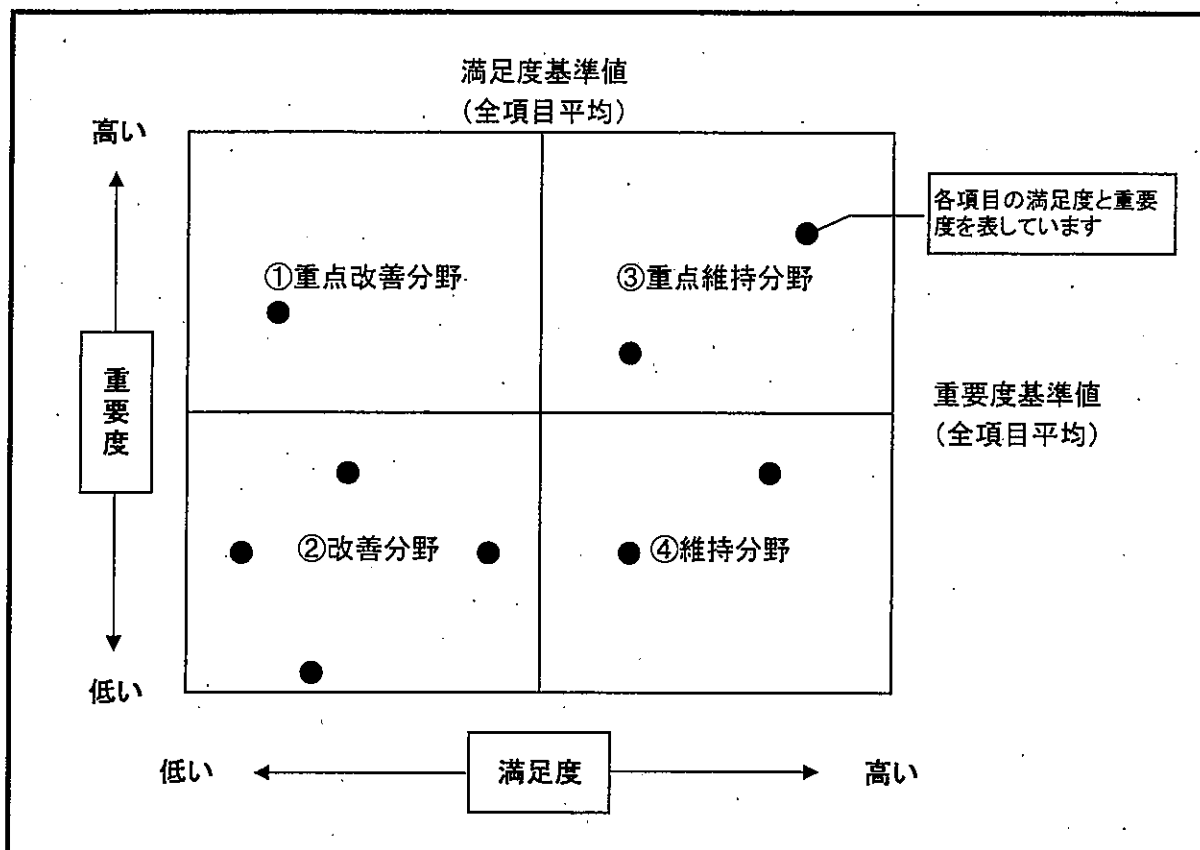 満足度基準値
(全項目平均)
高い
各項目の満足度と重要
度を表しています
①重点改善分野
③重点維持分野
重要度
重要度基準値
(全項目平均)
②改善分野
④維持分野
低い
低い
満足度
高い